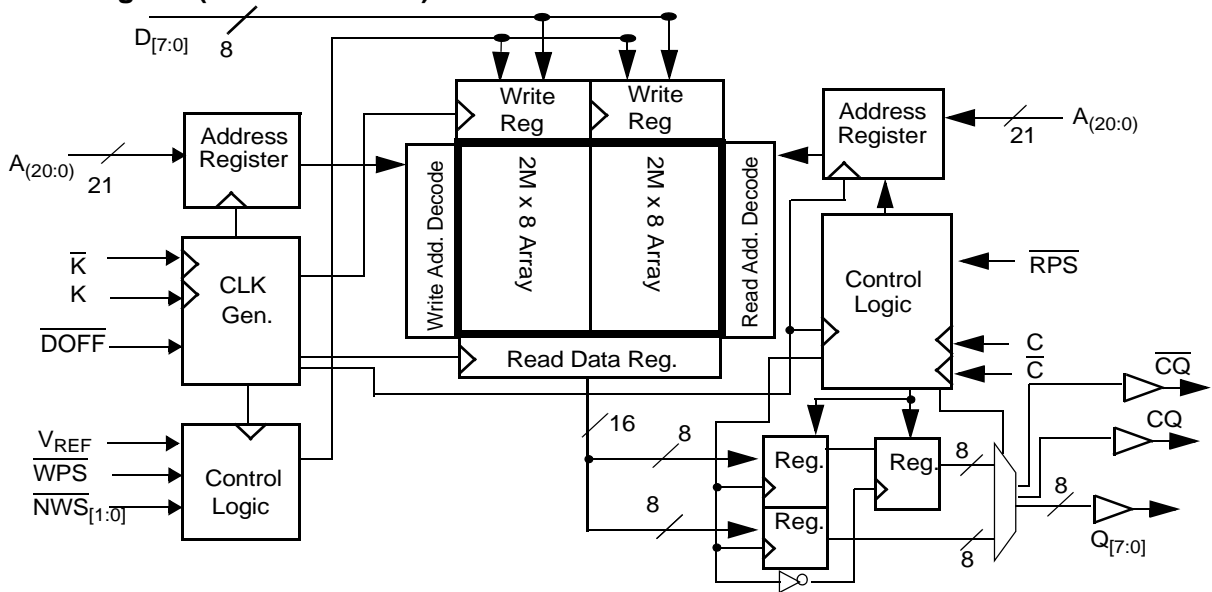 D[7:0]
8
A(20:0)
21
Address
Register
K
K
DOFF
CLK
Gen.
VREF
WPS
NWS[1:0]
Control
Logic
Write
Reg
Write
Reg
Write Add. Decode
2M x 8 Array
2M x 8 Array
Read Add. Decode
Read Data Reg.
Address
Register
A(20:0)
21
Control
Logic
RPS
C
C
16
8
8
Reg.
Reg.
Reg.
8
8
CQ
CQ
8
Q[7:0]